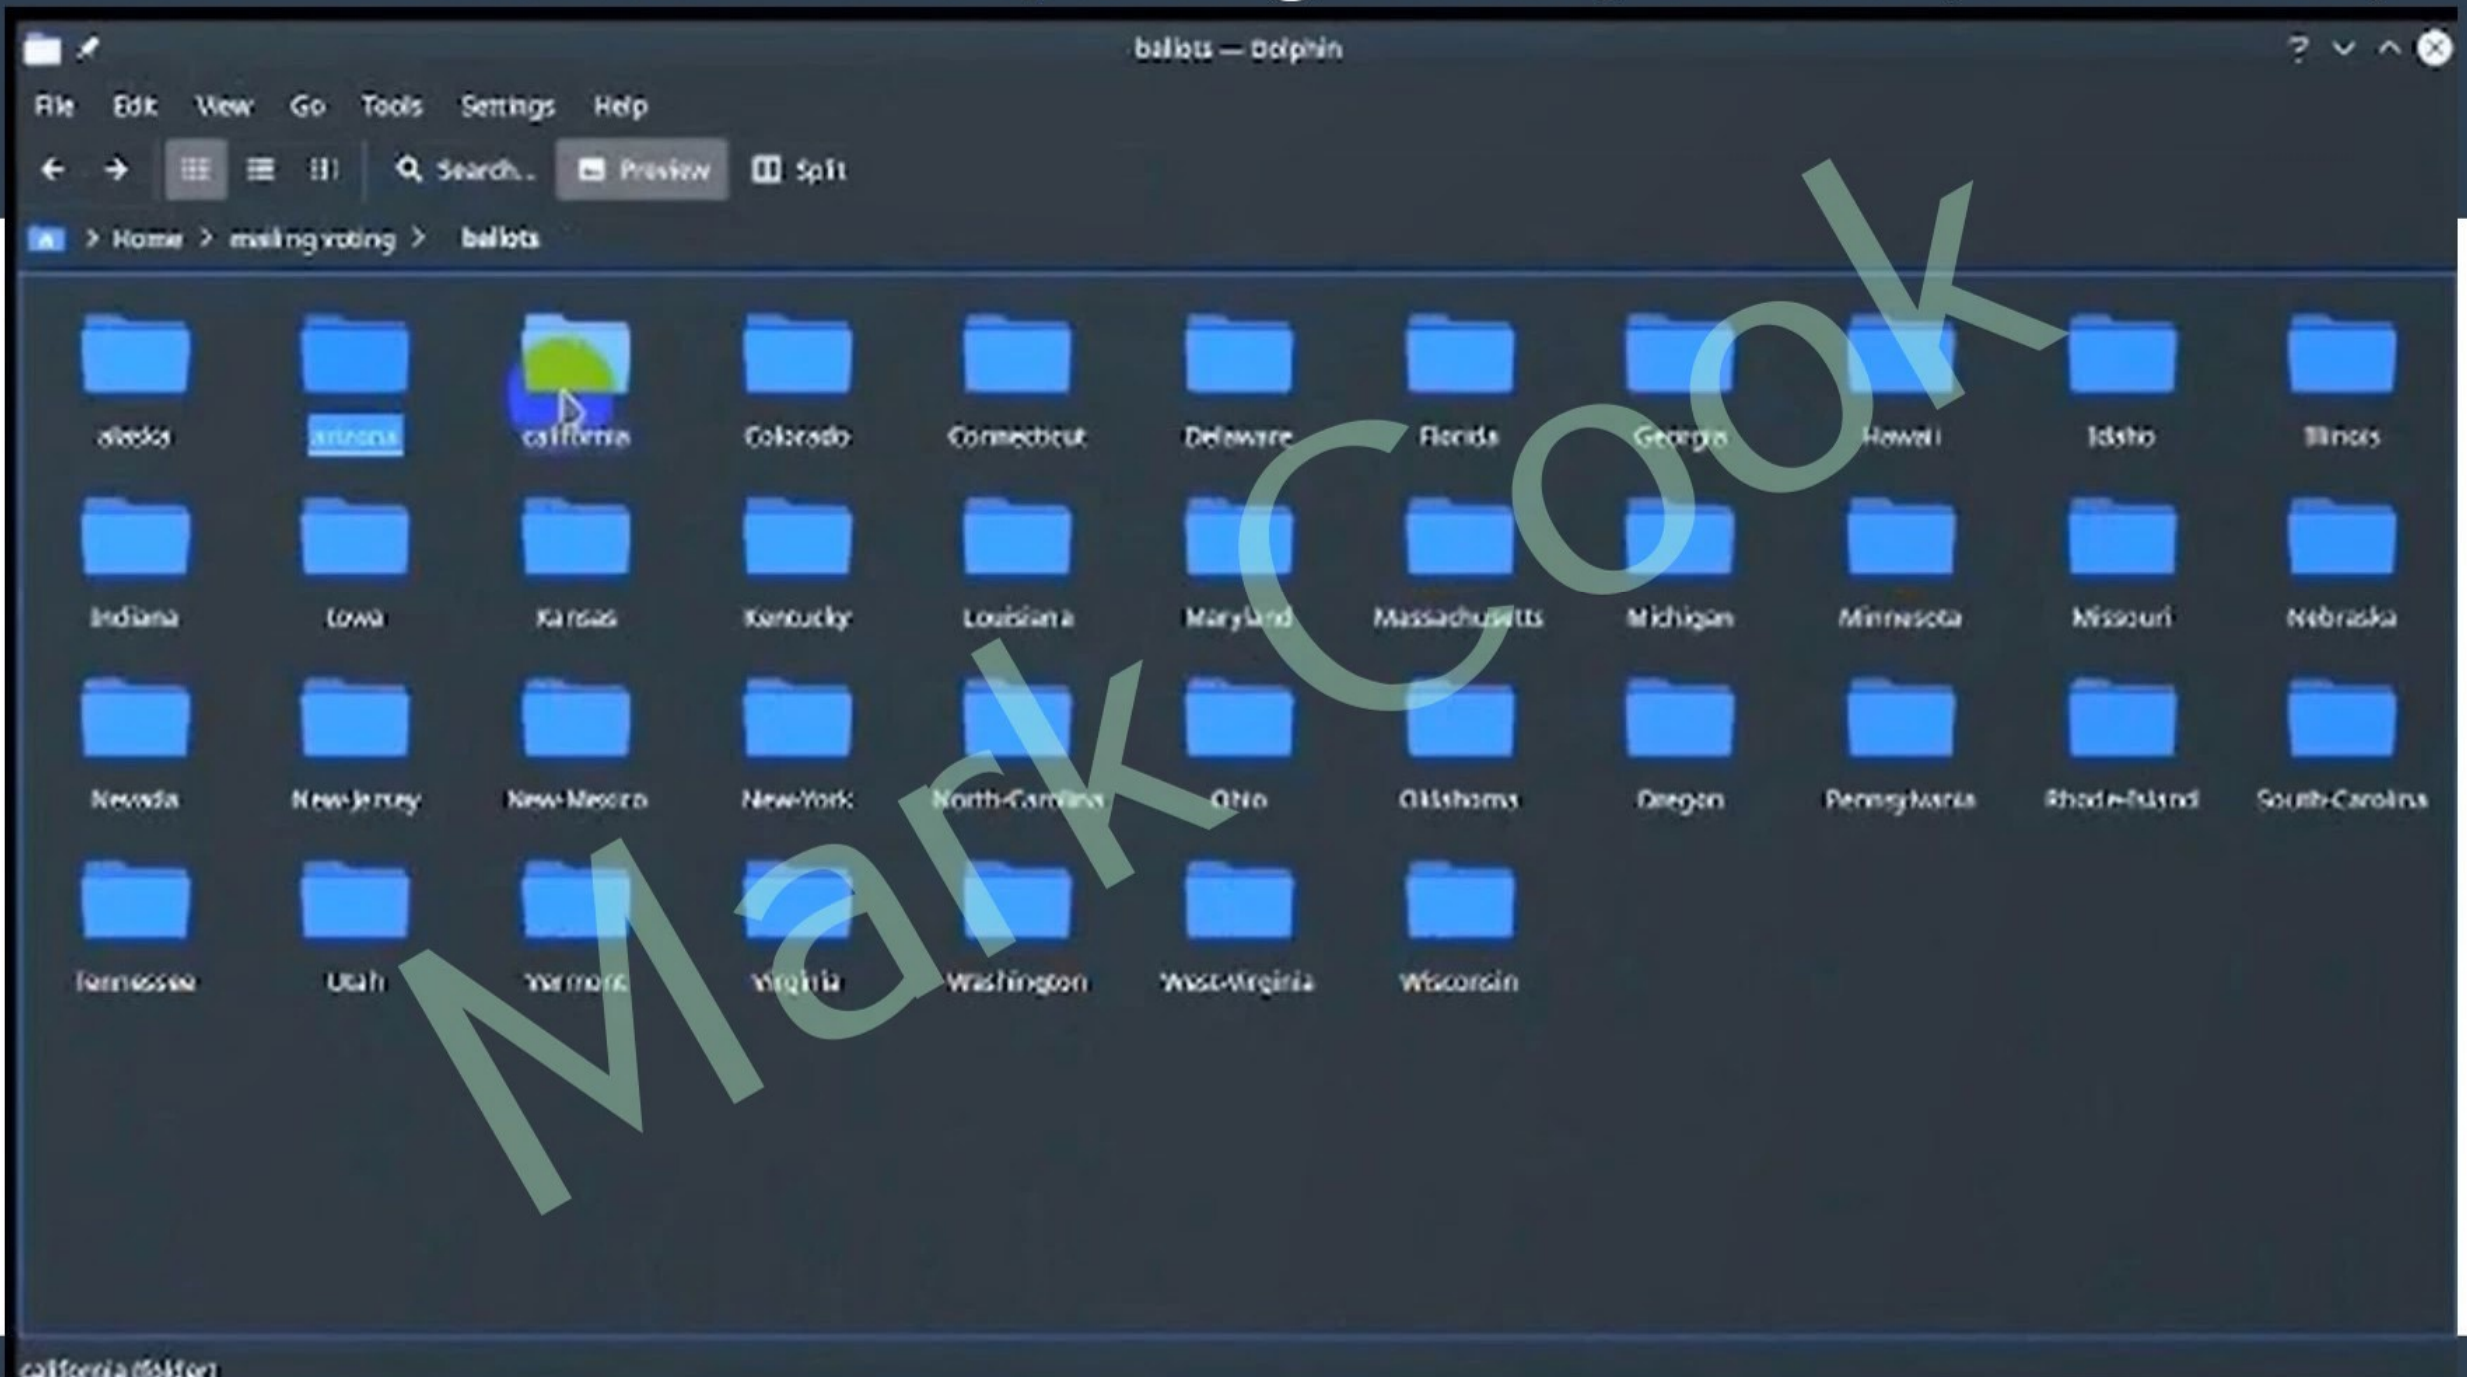 ballots — Dolphin
File Edit View Go Tools Settings Help
Search... Preview Split
> Home > mailing voting > ballots
alaska arizona california Colorado Connecticut Delaware Florida Georgia Hawaii Idaho Illinois
Indiana Iowa Kansas Kentucky Louisiana Maryland Massachusetts Michigan Minnesota Missouri Nebraska
Nevada New-Jersey New-Mexico New-York North-Carolina Ohio Oklahoma Oregon Pennsylvania Rhode-Island South-Carolina
Tennessee Utah Vermont Virginia Washington West-Virginia Wisconsin
california (folder)
Mark Cook